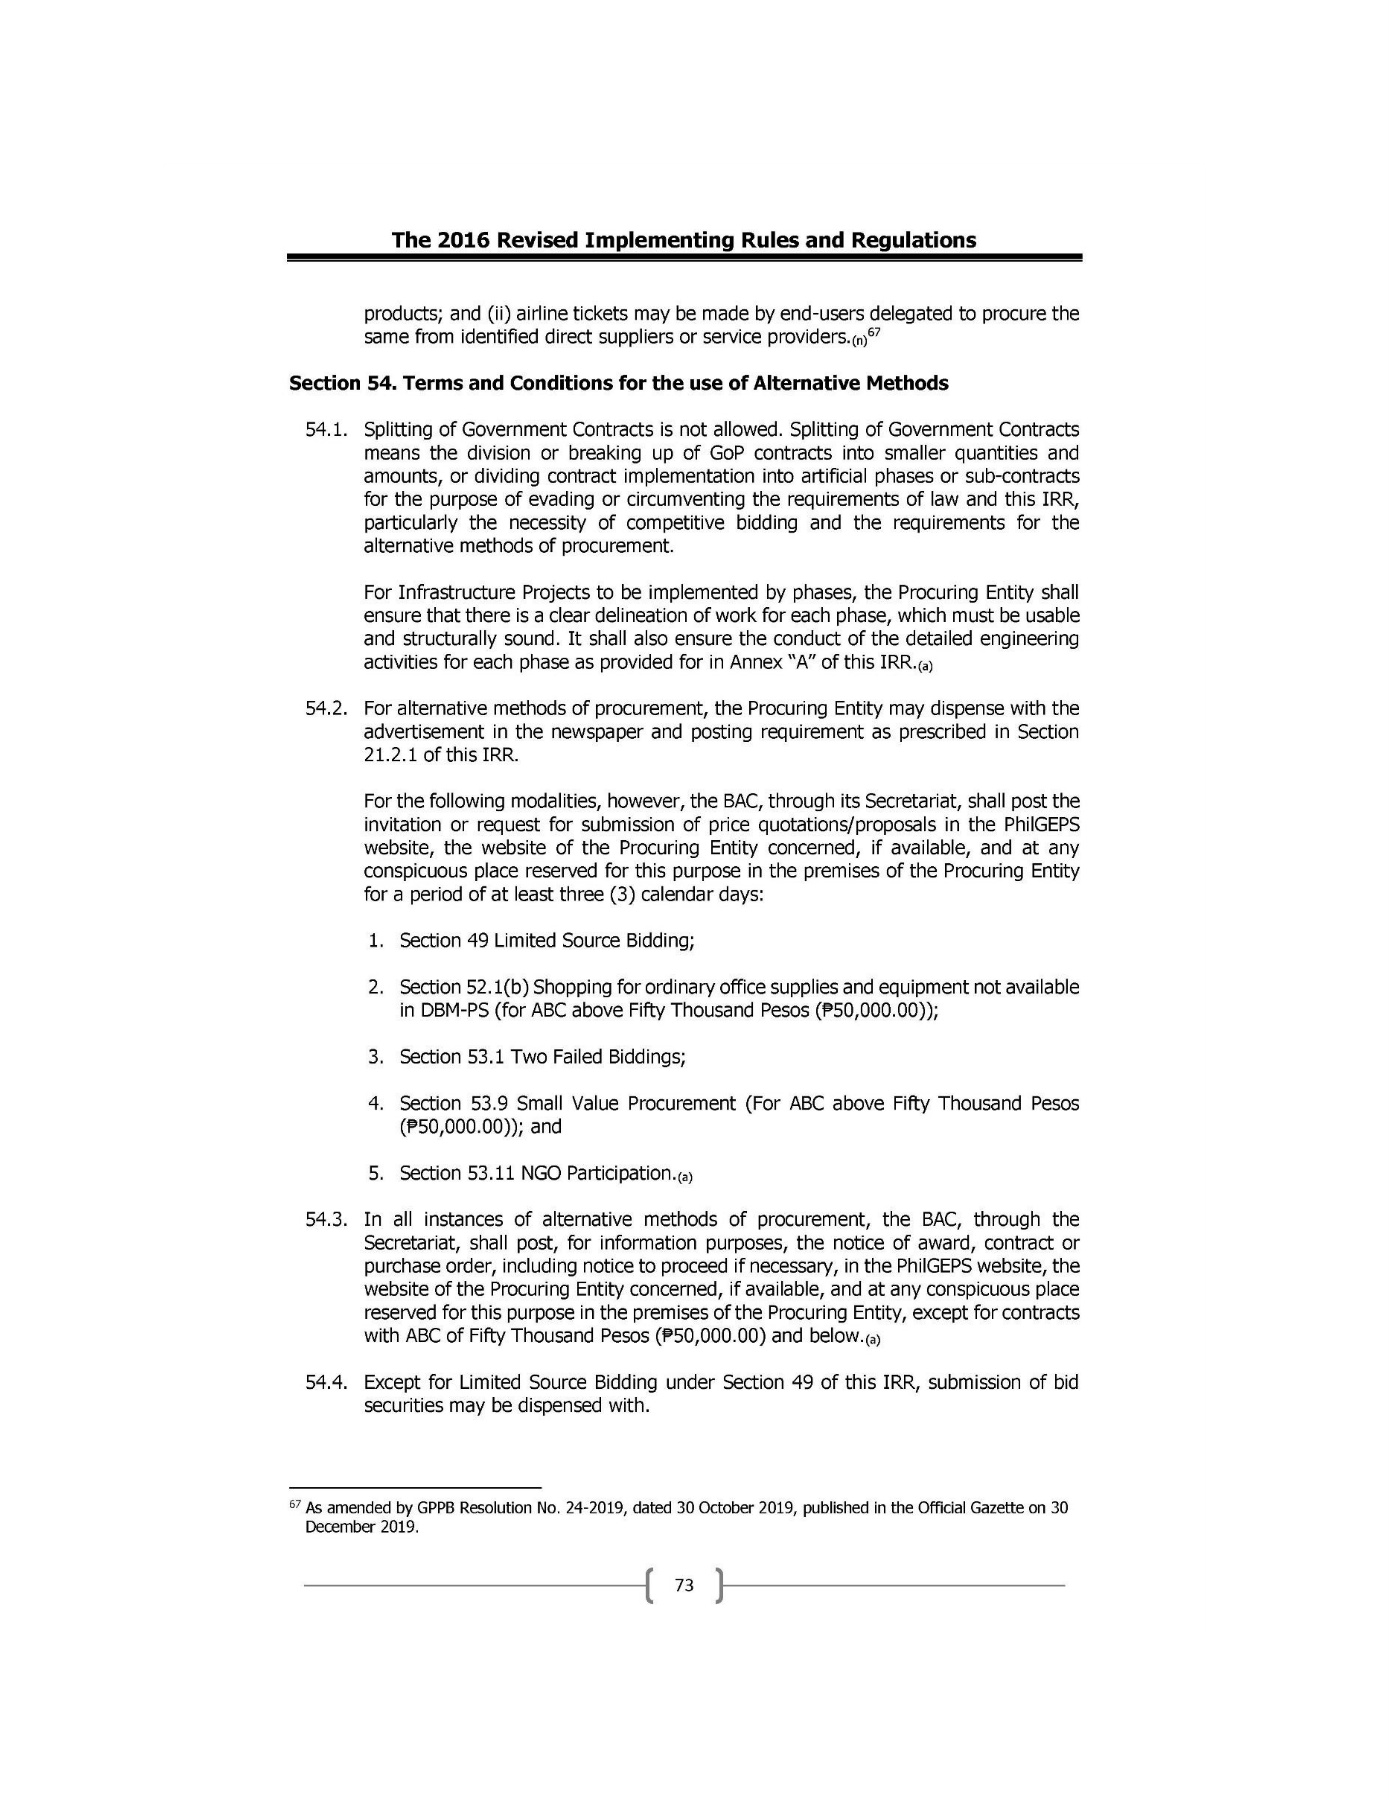 The 2016 Revised Implementing Rules and Regulations
products; and (ii) airline tickets may be made by end-users delegated to procure the
same from identified direct suppliers or service providers.(n)67
Section 54. Terms and Conditions for the use of Alternative Methods
54.1. Splitting of Government Contracts is not allowed. Splitting of Government Contracts
means the division or breaking up of GoP contracts into smaller quantities and
amounts, or dividing contract implementation into artificial phases or sub-contracts
for the purpose of evading or circumventing the requirements of law and this IRR,
particularly the necessity of competitive bidding and the requirements for the
alternative methods of procurement.
For Infrastructure Projects to be implemented by phases, the Procuring Entity shall
ensure that there is a clear delineation of work for each phase, which must be usable
and structurally sound. It shall also ensure the conduct of the detailed engineering
activities for each phase as provided for in Annex “A” of this IRR.(a)
54.2. For alternative methods of procurement, the Procuring Entity may dispense with the
advertisement in the newspaper and posting requirement as prescribed in Section
21.2.1 of this IRR.
For the following modalities, however, the BAC, through its Secretariat, shall post the
invitation or request for submission of price quotations/proposals in the PhilGEPS
website, the website of the Procuring Entity concerned, if available, and at any
conspicuous place reserved for this purpose in the premises of the Procuring Entity
for a period of at least three (3) calendar days:
1. Section 49 Limited Source Bidding;
2. Section 52.1(b) Shopping for ordinary office supplies and equipment not available
in DBM-PS (for ABC above Fifty Thousand Pesos (₱50,000.00));
3. Section 53.1 Two Failed Biddings;
4. Section 53.9 Small Value Procurement (For ABC above Fifty Thousand Pesos
(₱50,000.00)); and
5. Section 53.11 NGO Participation.(a)
54.3. In all instances of alternative methods of procurement, the BAC, through the
Secretariat, shall post, for information purposes, the notice of award, contract or
purchase order, including notice to proceed if necessary, in the PhilGEPS website, the
website of the Procuring Entity concerned, if available, and at any conspicuous place
reserved for this purpose in the premises of the Procuring Entity, except for contracts
with ABC of Fifty Thousand Pesos (₱50,000.00) and below.(a)
54.4. Except for Limited Source Bidding under Section 49 of this IRR, submission of bid
securities may be dispensed with.
67 As amended by GPPB Resolution No. 24-2019, dated 30 October 2019, published in the Official Gazette on 30
December 2019.
73